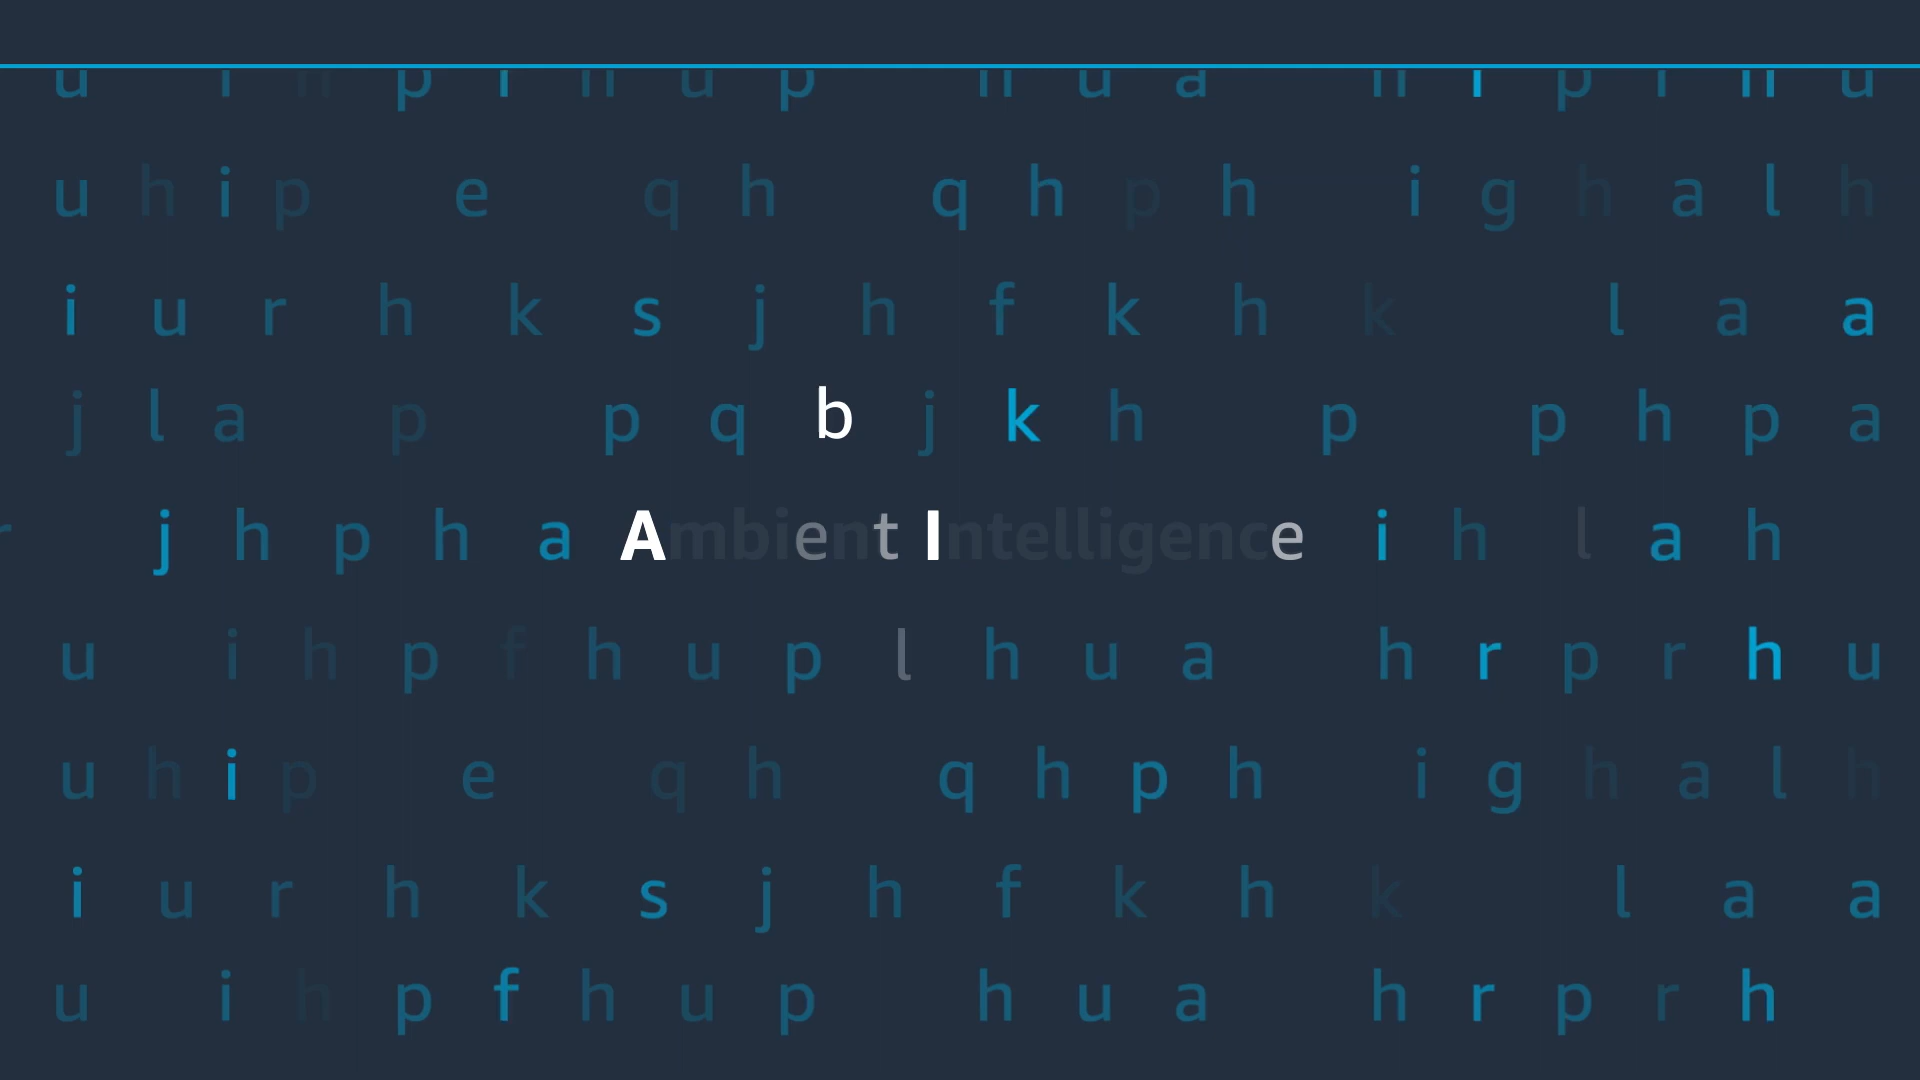 u i h p r h u p h u a h r p r h u
u h i p e q h q h p h i g h a l h
i u r h k s j h f k h k l a a
j l a p p q b j k h p p h p a
r j h p h a Ambient Intelligence i h l a h
u i h p f h u p l h u a h r p r h u
u h i p e q h q h p h i g h a l h
i u r h k s j h f k h k l a a
u i h p f h u p h u a h r p r h